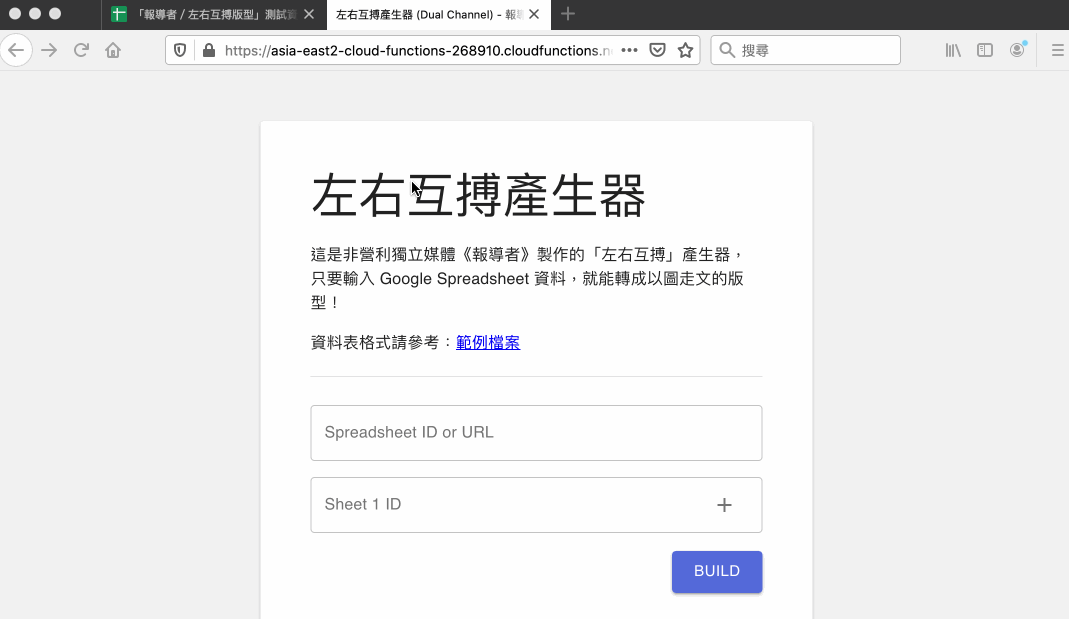 「報導者 / 左右互搏版型」測試資
左右互搏產生器 (Dual Channel) - 報
https://asia-east2-cloud-functions-268910.cloudfunctions.n
搜尋
左右互搏產生器
這是非營利獨立媒體《報導者》製作的「左右互搏」產生器，
只要輸入 Google Spreadsheet 資料，就能轉成以圖走文的版
型！
資料表格式請參考：範例檔案
Spreadsheet ID or URL
Sheet 1 ID
BUILD